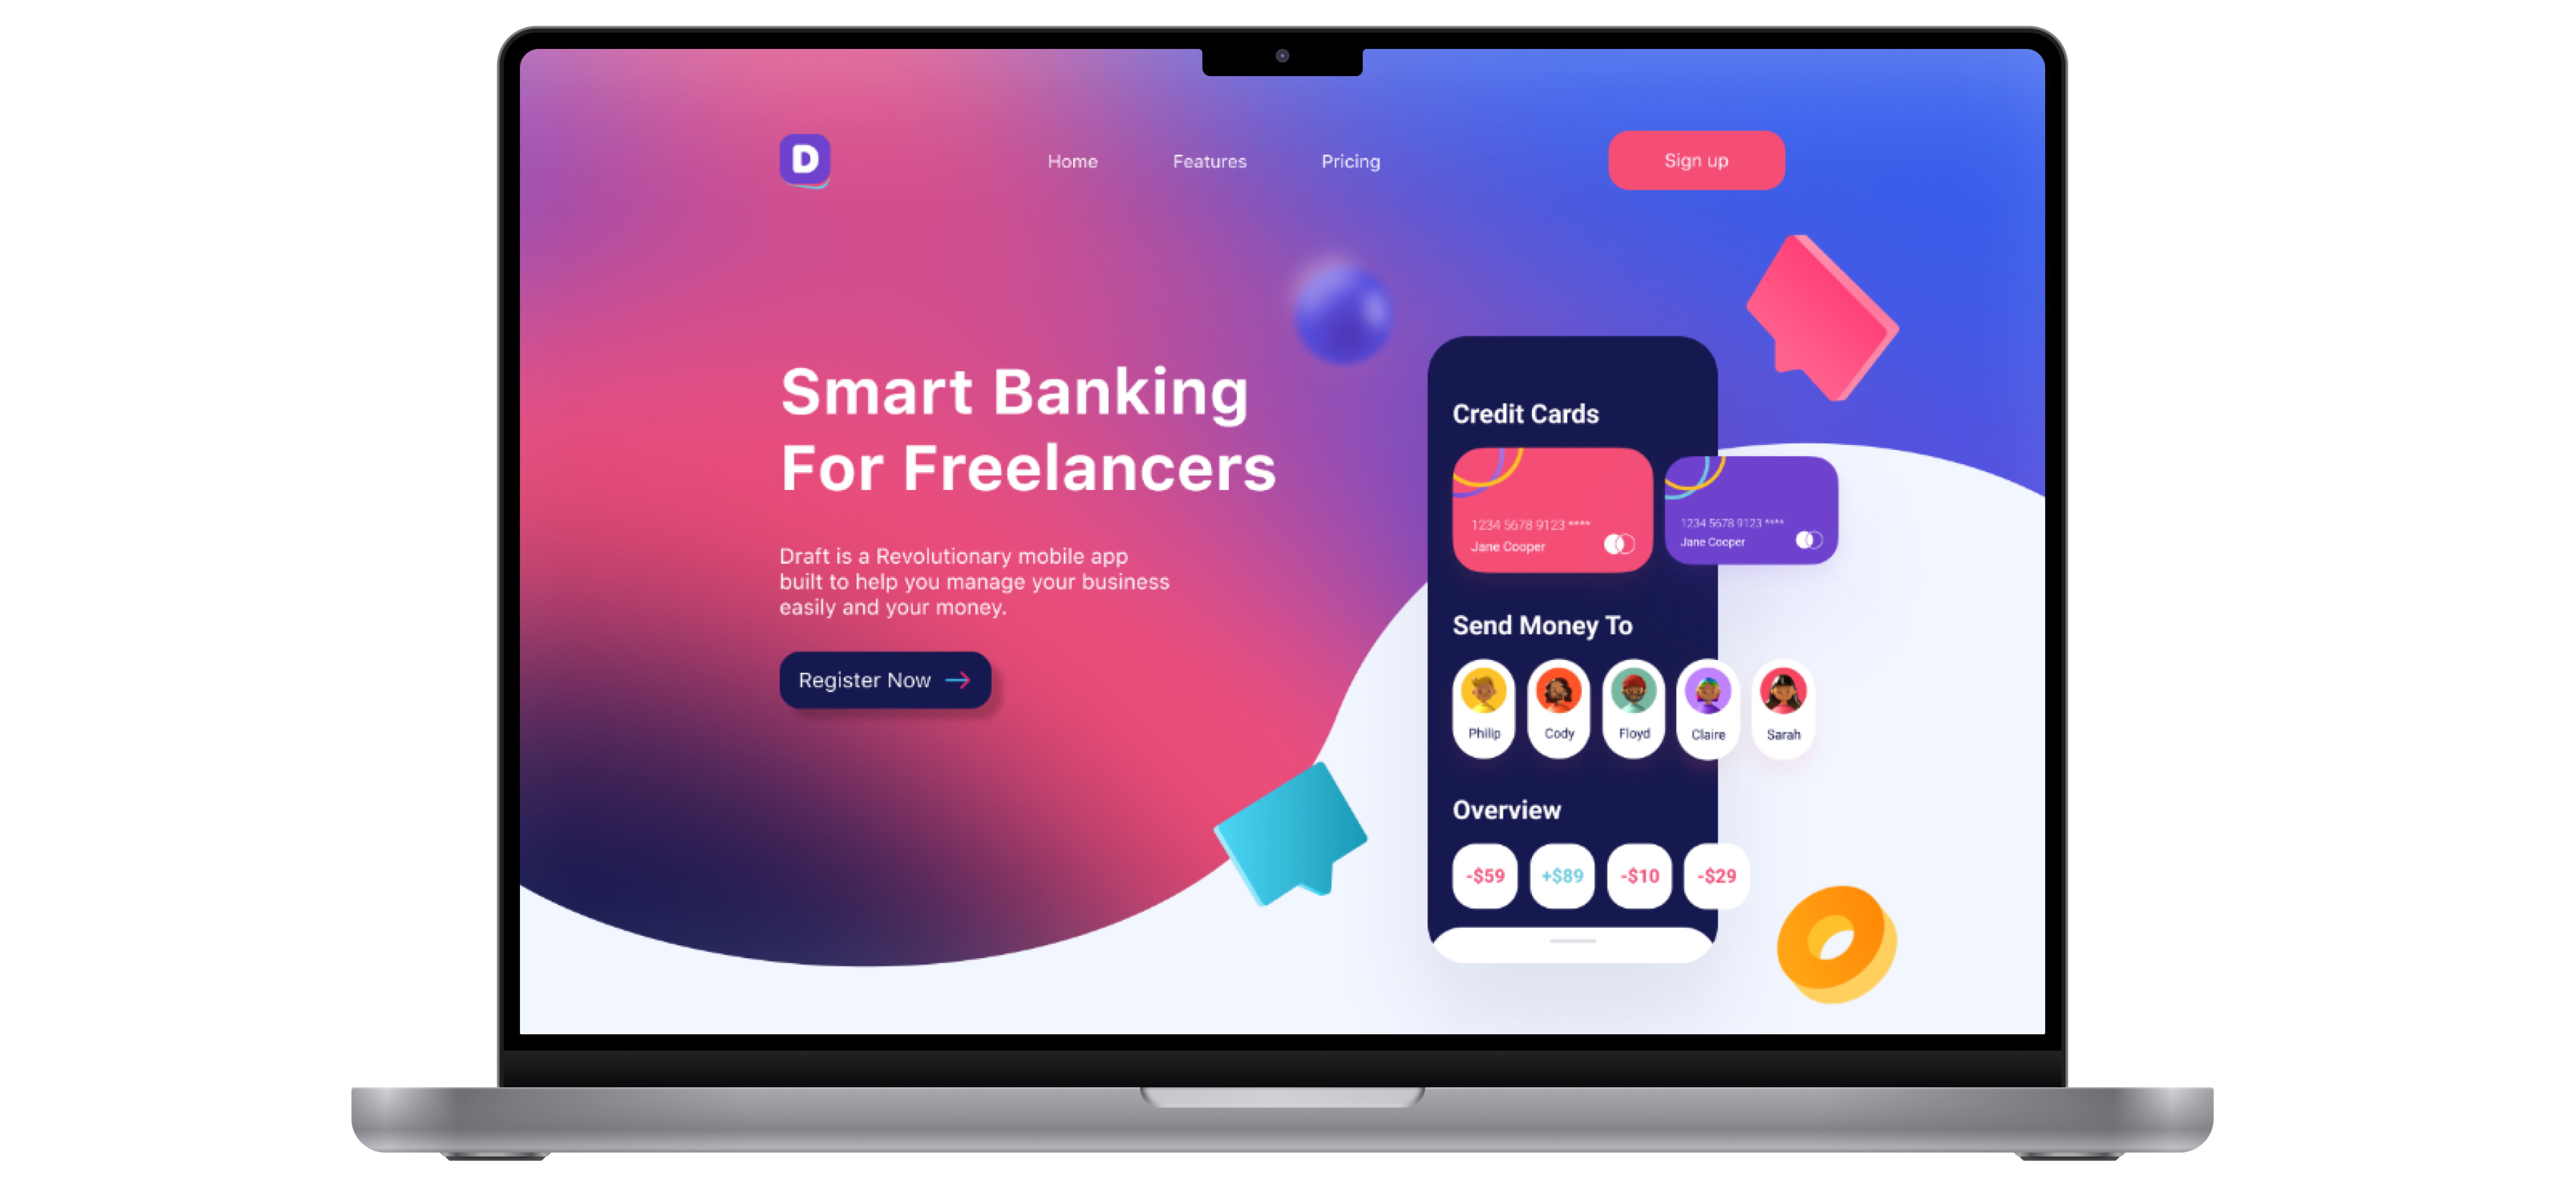 D
Home
Features
Pricing
Sign up
Smart Banking
For Freelancers
Draft is a Revolutionary mobile app
built to help you manage your business
easily and your money.
Register Now
Credit Cards
1234 5678 9123 ****
Jane Cooper
1234 5678 9123 ****
Jane Cooper
Send Money To
Philip
Cody
Floyd
Claire
Sarah
Overview
-$59
+$89
-$10
-$29